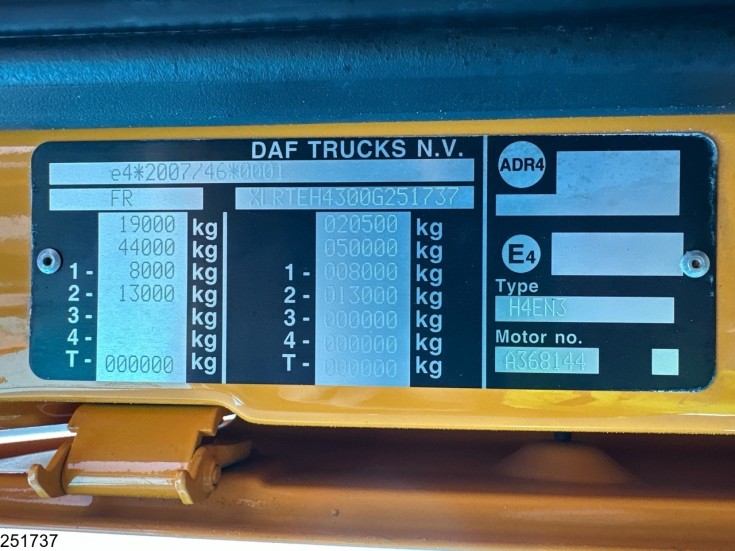 DAF TRUCKS N.V.
e4*2007/46*0001
FR XLRTEH4300G251737
19000 kg 020500 kg
44000 kg 050000 kg
1- 8000 kg 1- 008000 kg
2- 13000 kg 2- 013000 kg
3- kg 3- 000000 kg
4- kg 4- 000000 kg
T- 000000 kg T- 000000 kg
ADR4
E4
Type
H4EN3
Motor no.
A368144
251737